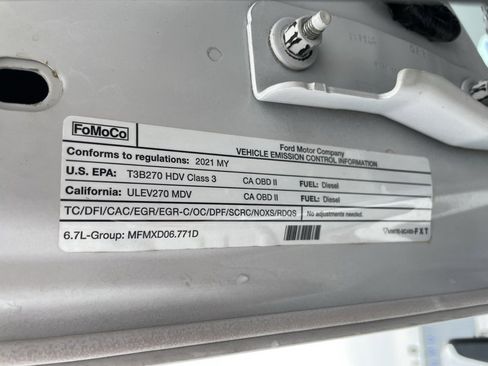 FoMoCo
Ford Motor Company
VEHICLE EMISSION CONTROL INFORMATION
Conforms to regulations: 2021 MY
U.S. EPA: T3B270 HDV Class 3 CA OBD II FUEL: Diesel
California: ULEV270 MDV CA OBD II FUEL: Diesel
TC/DFI/CAC/EGR/EGR-C/OC/DPF/SCRC/NOXS/RDQS No adjustments needed.
6.7L-Group: MFMXD06.771D
FXT